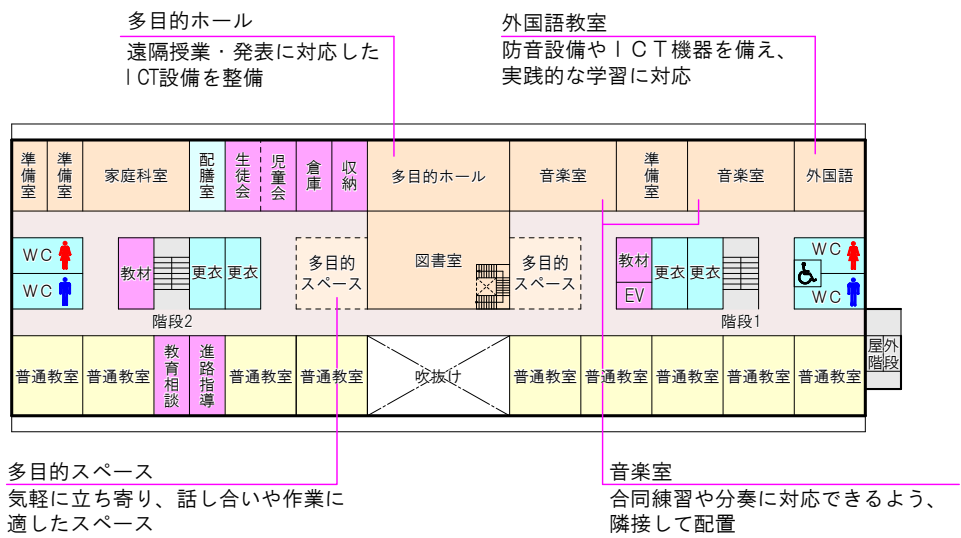 多目的ホール
遠隔授業・発表に対応した
ICT設備を整備
外国語教室
防音設備やICT機器を備え、
実践的な学習に対応
準備室
準備室
家庭科室
配膳室
生徒会
児童会
倉庫
収納
多目的ホール
音楽室
準備室
音楽室
外国語
WC
WC
教材
更衣
更衣
多目的
スペース
図書室
多目的
スペース
教材
EV
更衣
更衣
WC
WC
階段2
階段1
普通教室
普通教室
教育相談
進路指導
普通教室
普通教室
吹抜け
普通教室
普通教室
普通教室
普通教室
普通教室
屋外
階段
多目的スペース
気軽に立ち寄り、話し合いや作業に
適したスペース
音楽室
合同練習や分奏に対応できるよう、
隣接して配置